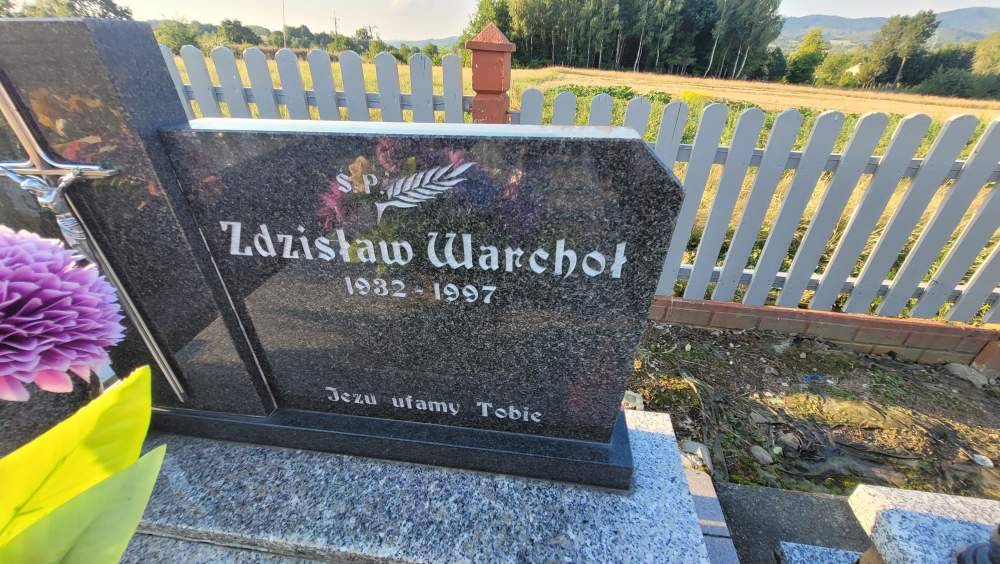 Ś. P.
Zdzisław Warchoł
1932 - 1997
Jezu ufamy Tobie